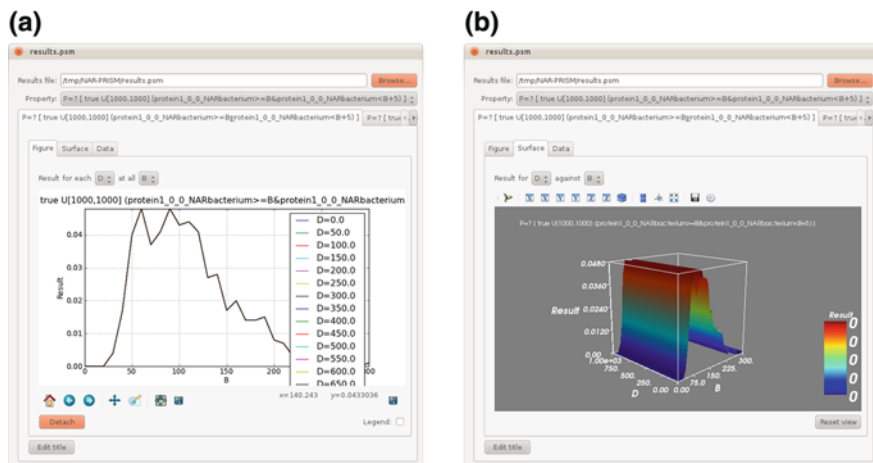 (a)
results.psm
Results file: /tmp/NAR-PRISM/results.psm Browse...
Property: P=? [ true U[1000,1000] (protein1_0_0_NARbacterium>=B&protein1_0_0_NARbacterium<B+5) ]
P=? [ true U[1000,1000] (protein1_0_0_NARbacterium>=B&protein1_0_0_NARbacterium<B+5) ] P=? [ tru
Figure Surface Data
Result for each D at all B
true U[1000,1000] (protein1_0_0_NARbacterium>=B&protein1_0_0_NARbacterium
0.04
0.03
0.02
0.01
0.00
Result
0 50 100 150 200
B
D=0.0
D=50.0
D=100.0
D=150.0
D=200.0
D=250.0
D=300.0
D=350.0
D=400.0
D=450.0
D=500.0
D=550.0
D=600.0
D=650.0
x=140.243 y=0.0433036
Detach Legend:
Edit title
(b)
results.psm
Results file: /tmp/NAR-PRISM/results.psm Browse...
Property: P=? [ true U[1000,1000] (protein1_0_0_NARbacterium>=B&protein1_0_0_NARbacterium<B+5) ]
P=? [ true U[1000,1000] (protein1_0_0_NARbacterium>=B&protein1_0_0_NARbacterium<B+5) ] P=? [ tru
Figure Surface Data
Result for D against B
P=? [ true U[1000,1000] (protein1_0_0_NARbacterium>=B&protein1_0_0_NARbacterium<B+5) ]
0.0480
0.0360
Result 0.0240
0.0120
0.00
1.00e+03
750.
500.
250.
0.00
D
0.00
75.0
150.
225.
300.
B
Result
0
0
0
0
0
Reset view
Edit title